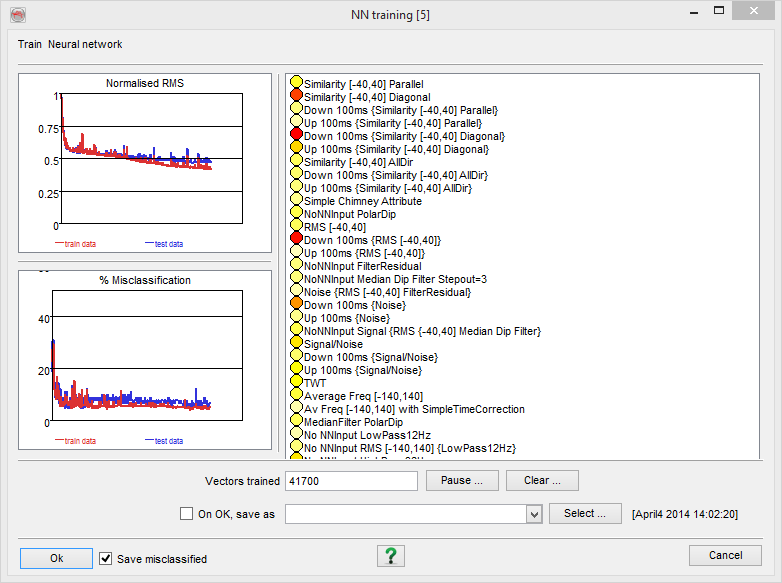 NN training [5]
Train Neural network
Normalised RMS
1
0.75
0.5
0.25
0
train data test data
% Misclassification
40
20
0
train data test data
Similarity [-40,40] Parallel
Similarity [-40,40] Diagonal
Down 100ms {Similarity [-40,40] Parallel}
Up 100ms {Similarity [-40,40] Parallel}
Down 100ms {Similarity [-40,40] Diagonal}
Up 100ms {Similarity [-40,40] Diagonal}
Similarity [-40,40] AllDir
Down 100ms {Similarity [-40,40] AllDir}
Up 100ms {Similarity [-40,40] AllDir}
Simple Chimney Attribute
NoNNInput PolarDip
RMS [-40,40]
Down 100ms {RMS [-40,40]}
Up 100ms {RMS [-40,40]}
NoNNInput FilterResidual
NoNNInput Median Dip Filter Stepout=3
Noise {RMS [-40,40] FilterResidual}
Down 100ms {Noise}
Up 100ms {Noise}
NoNNInput Signal {RMS {-40,40] Median Dip Filter}
Signal/Noise
Down 100ms {Signal/Noise}
Up 100ms {Signal/Noise}
TWT
Average Freq [-140,140]
Av Freq [-140,140] with SimpleTimeCorrection
MedianFilter PolarDip
No NNInput LowPass12Hz
No NNInput RMS [-140,140] {LowPass12Hz}
Vectors trained 41700 Pause ... Clear ...
On OK, save as Select ... [April4 2014 14:02:20]
Ok Save misclassified ? Cancel